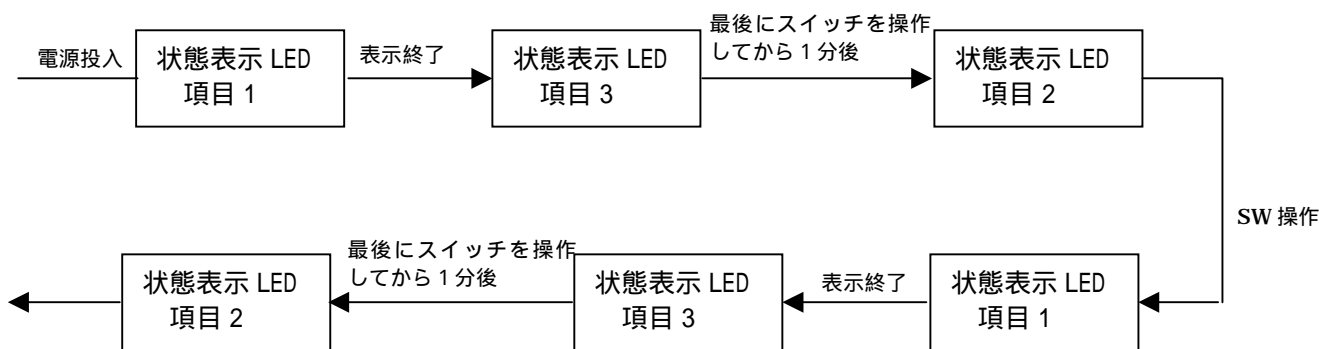 電源投入
状態表示 LED
項目 1
表示終了
状態表示 LED
項目 3
最後にスイッチを操作
してから 1 分後
状態表示 LED
項目 2
SW 操作
状態表示 LED
項目 1
表示終了
状態表示 LED
項目 3
最後にスイッチを操作
してから 1 分後
状態表示 LED
項目 2